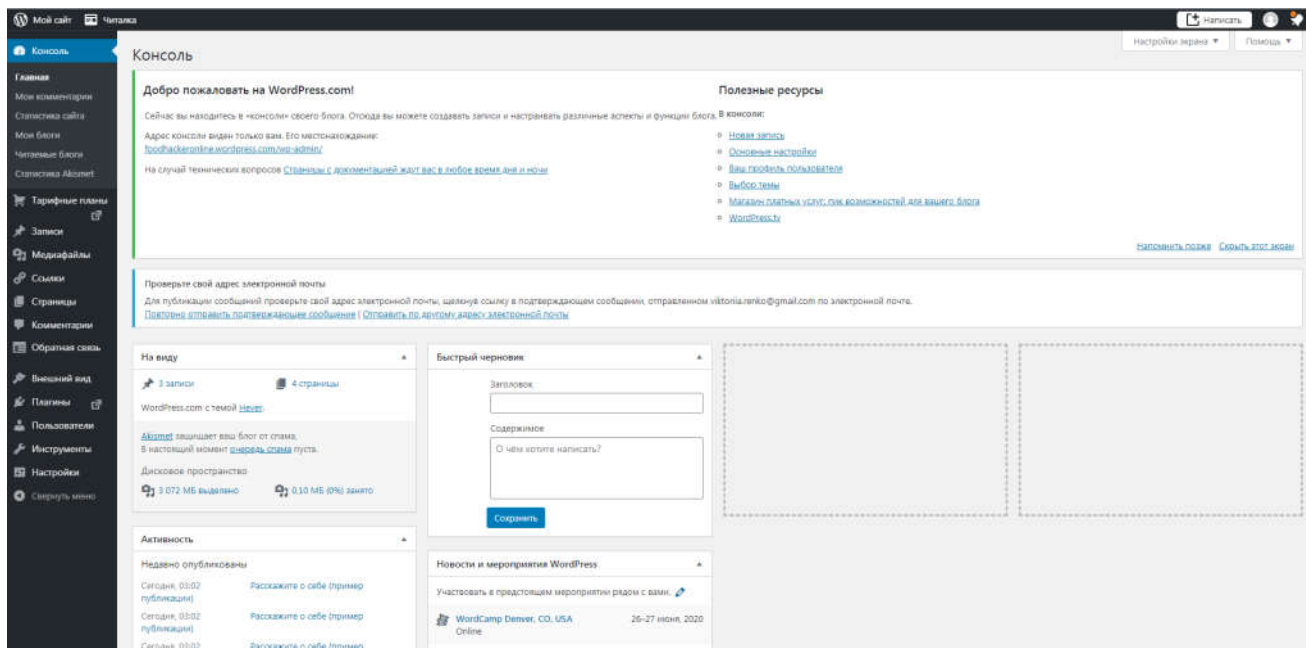 Мой сайт Читалка Написать
Настройки экрана ▼ Помощь ▼
Консоль
Главная
Мои комментарии
Статистика сайта
Мои блоги
Читаемые блоги
Статистика Akismet
Тарифные планы
Записи
Медиафайлы
Ссылки
Страницы
Комментарии
Обратная связь
Внешний вид
Плагины
Пользователи
Инструменты
Настройки
Свернуть меню
Консоль
Добро пожаловать на WordPress.com!
Сейчас вы находитесь в «консоли» своего блога. Отсюда вы можете создавать записи и настраивать различные аспекты и функции блога.
Адрес консоли виден только вам. Его местонахождение:
foodhackeronline.wordpress.com/wp-admin/
На случай технических вопросов Страницы с документацией ждут вас в любое время дня и ночи
Полезные ресурсы
В консоли:
Новая запись
Основные настройки
Ваш профиль пользователя
Выбор темы
Магазин платных услуг: пик возможностей для вашего блога
WordPress.tv
Напомнить позже Скрыть этот экран
Проверьте свой адрес электронной почты
Для публикации сообщений проверьте свой адрес электронной почты, щелкнув ссылку в подтверждающем сообщении, отправленном viktoria.renko@gmail.com по электронной почте.
Повторно отправить подтверждающее сообщение | Отправить по другому адресу электронной почты
На виду
3 записи 4 страницы
WordPress.com с темой Hever.
Akismet защищает ваш блог от спама.
В настоящий момент очередь спама пуста.
Дисковое пространство
3 072 МБ выделено 0,10 МБ (0%) занято
Активность
Недавно опубликованы
Сегодня, 03:02 Расскажите о себе (пример
публикации)
Сегодня, 03:02 Расскажите о себе (пример
публикации)
Сегодня, 03:02 Расскажите о себе (пример
Быстрый черновик
Заголовок
Содержимое
О чём хотите написать?
Сохранить
Новости и мероприятия WordPress
Участвовать в предстоящем мероприятии рядом с вами.
WordCamp Denver, CO, USA 26–27 июня, 2020
Online